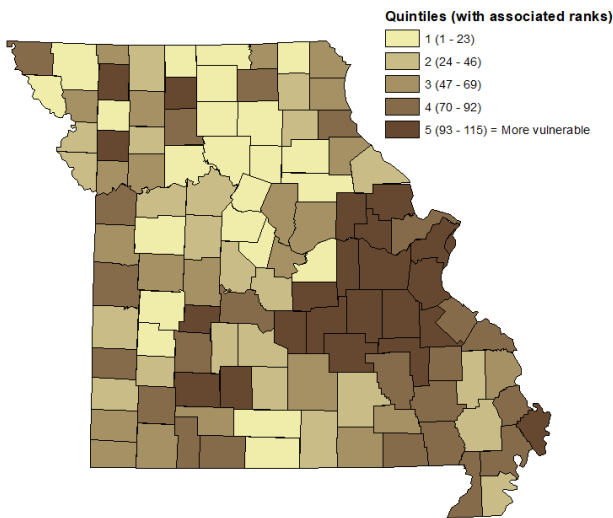 Quintiles (with associated ranks)
1 (1 - 23)
2 (24 - 46)
3 (47 - 69)
4 (70 - 92)
5 (93 - 115) = More vulnerable